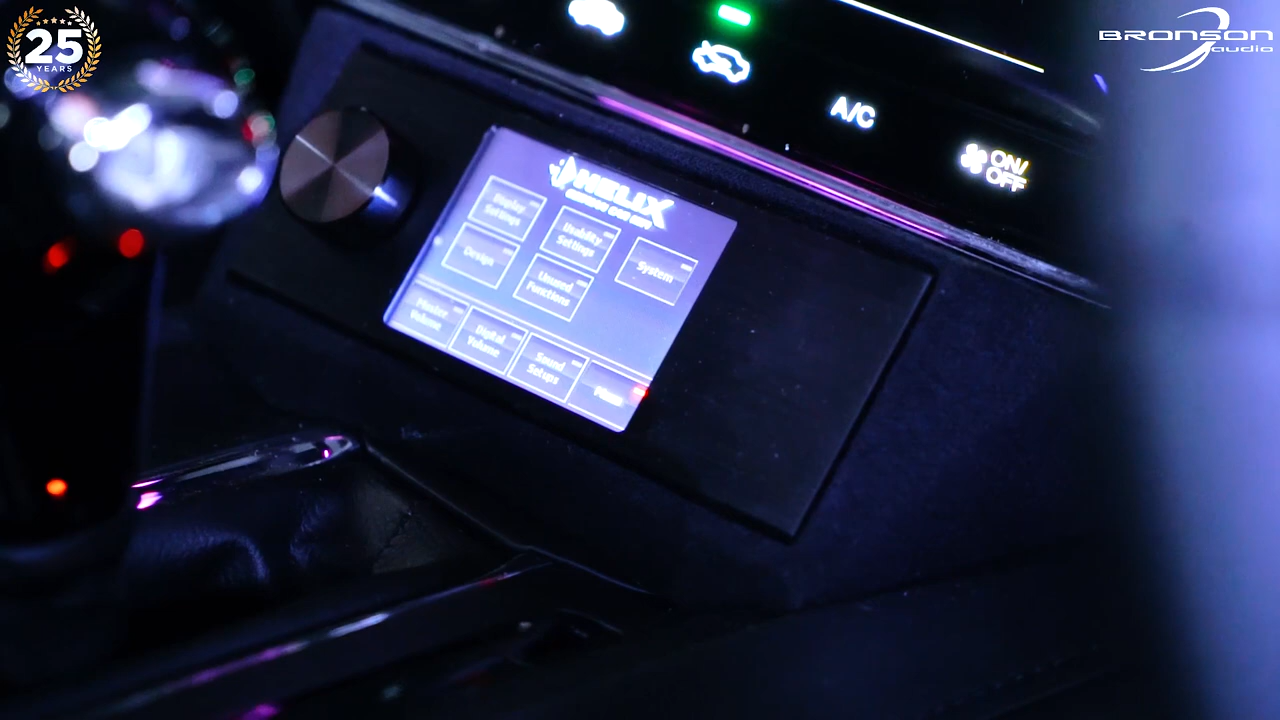 25
YEARS
BRONSON
audio
A/C
ON/
OFF
HELIX
Display
Settings
Usability
Settings
System
Design
Unused
Functions
Master
Volume
Digital
Volume
Sound
Setups